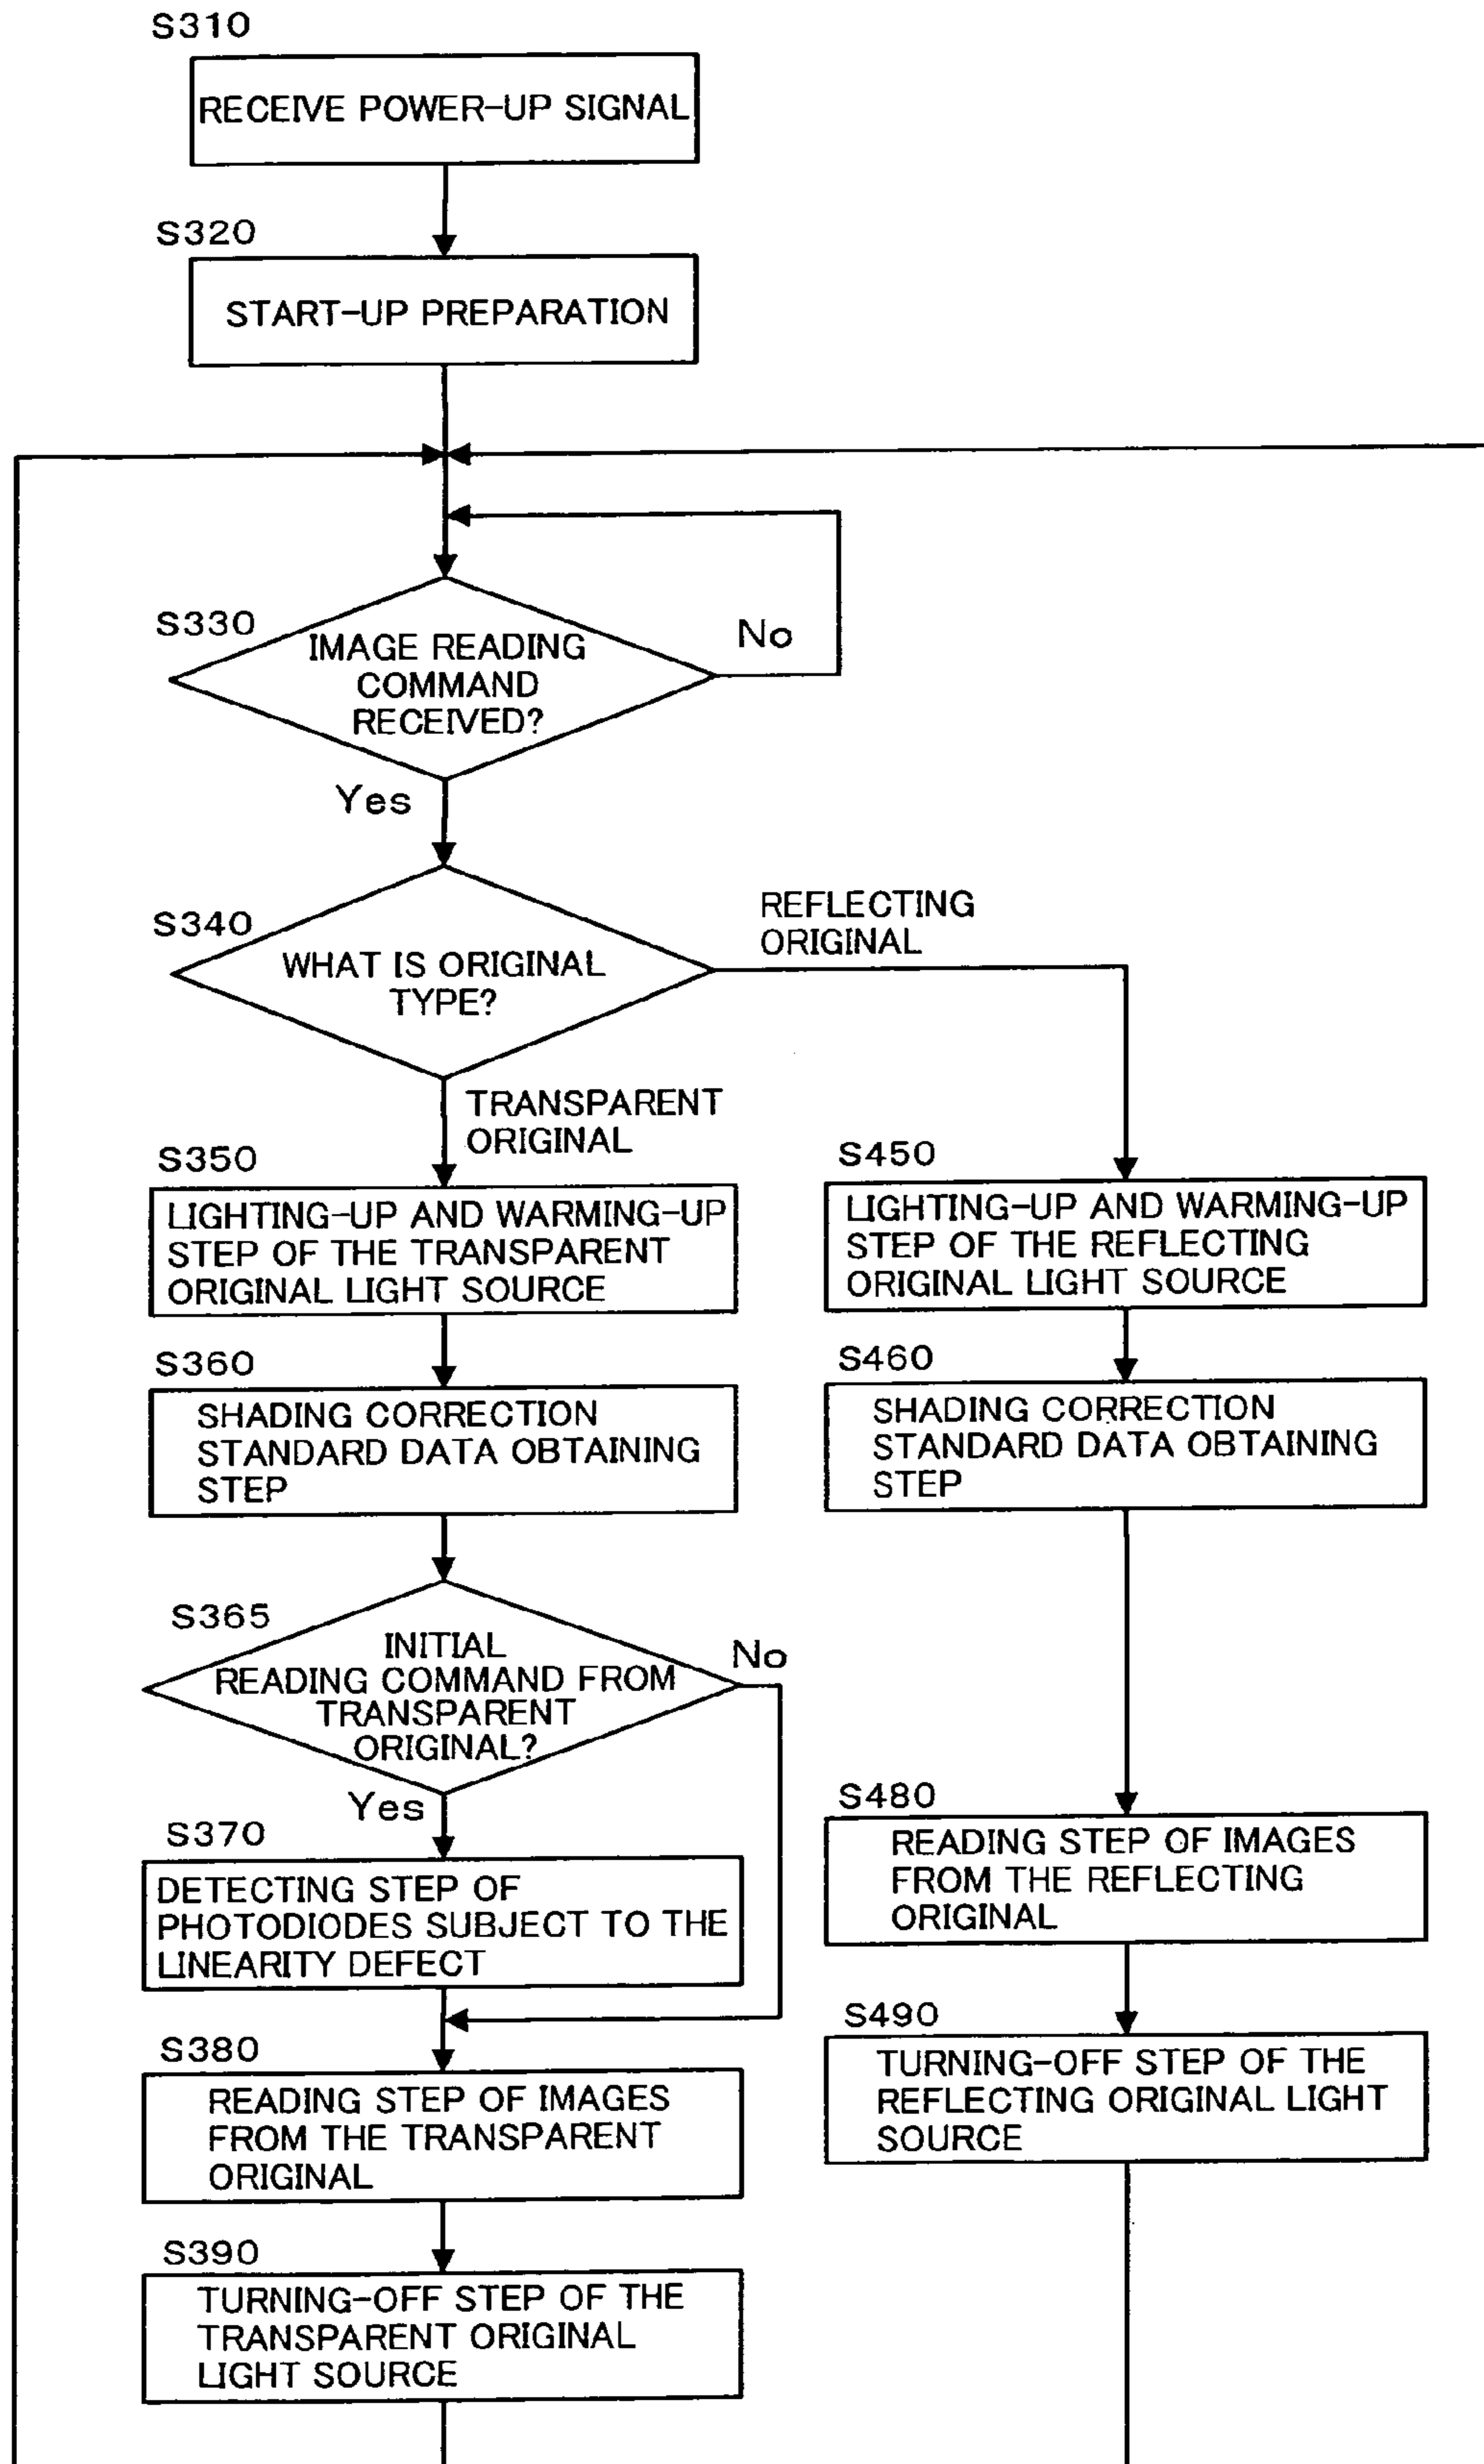 S310
RECEIVE POWER-UP SIGNAL
S320
START-UP PREPARATION
S330
IMAGE READING
COMMAND
RECEIVED?
No
Yes
S340
WHAT IS ORIGINAL
TYPE?
REFLECTING
ORIGINAL
TRANSPARENT
ORIGINAL
S350
LIGHTING-UP AND WARMING-UP
STEP OF THE TRANSPARENT
ORIGINAL LIGHT SOURCE
S450
LIGHTING-UP AND WARMING-UP
STEP OF THE REFLECTING
ORIGINAL LIGHT SOURCE
S360
SHADING CORRECTION
STANDARD DATA OBTAINING
STEP
S460
SHADING CORRECTION
STANDARD DATA OBTAINING
STEP
S365
INITIAL
READING COMMAND FROM
TRANSPARENT
ORIGINAL?
No
Yes
S370
DETECTING STEP OF
PHOTODIODES SUBJECT TO THE
LINEARITY DEFECT
S480
READING STEP OF IMAGES
FROM THE REFLECTING
ORIGINAL
S380
READING STEP OF IMAGES
FROM THE TRANSPARENT
ORIGINAL
S490
TURNING-OFF STEP OF THE
REFLECTING ORIGINAL LIGHT
SOURCE
S390
TURNING-OFF STEP OF THE
TRANSPARENT ORIGINAL
LIGHT SOURCE